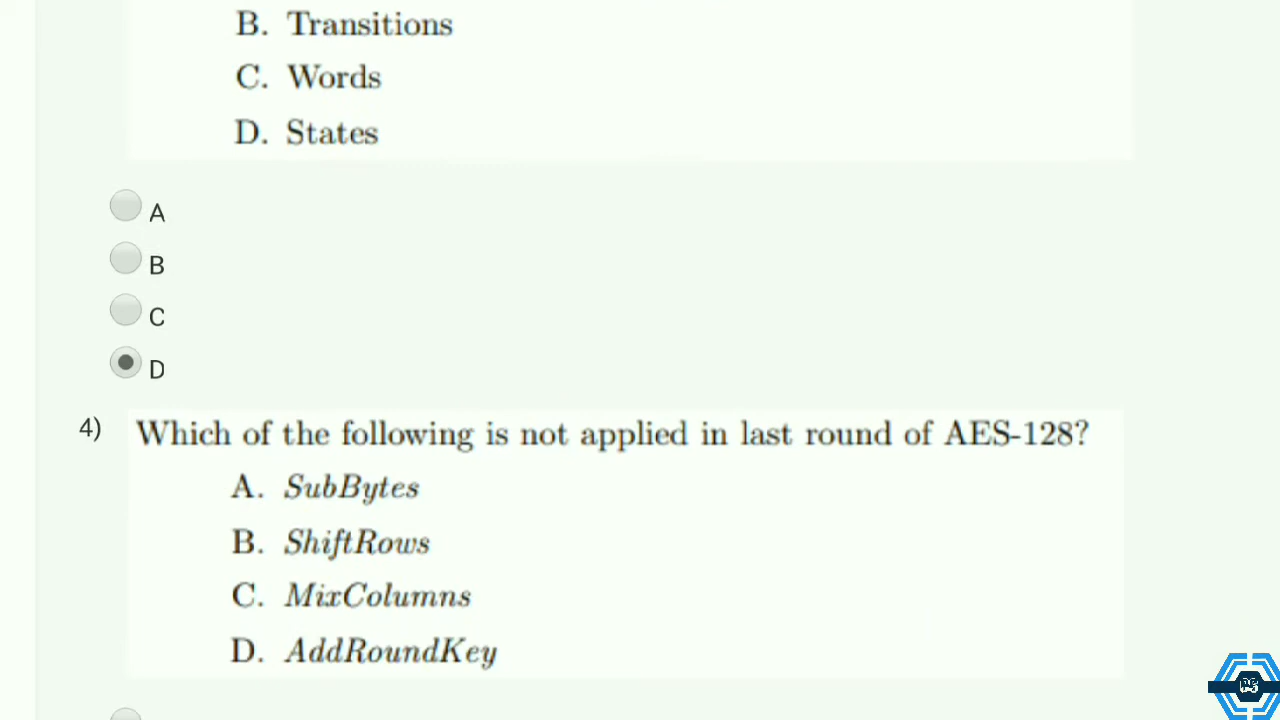 B. Transitions
C. Words
D. States
A
B
C
D
4) Which of the following is not applied in last round of AES-128?
A. SubBytes
B. ShiftRows
C. MixColumns
D. AddRoundKey